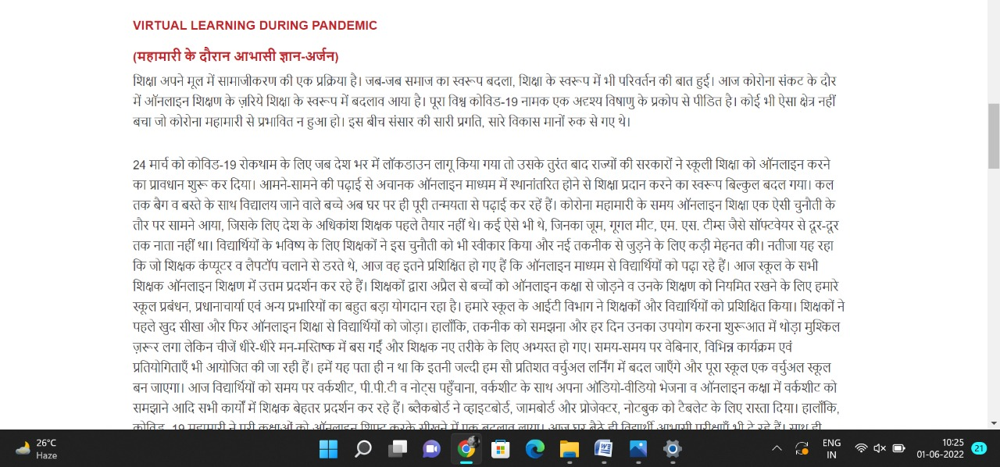 VIRTUAL LEARNING DURING PANDEMIC
(महामारी के दौरान आभासी ज्ञान-अर्जन)
शिक्षा अपने मूल में सामाजीकरण की एक प्रक्रिया है। जब-जब समाज का स्वरूप बदला, शिक्षा के स्वरूप में भी परिवर्तन की बात हुई। आज कोरोना संकट के दौर
में ऑनलाइन शिक्षण के ज़रिये शिक्षा के स्वरूप में बदलाव आया है। पूरा विश्व कोविड-19 नामक एक अदृश्य विषाणु के प्रकोप से पीडित है। कोई भी ऐसा क्षेत्र नहीं
बचा जो कोरोना महामारी से प्रभावित न हुआ हो। इस बीच संसार की सारी प्रगति, सारे विकास मानों रुक से गए थे।
24 मार्च को कोविड-19 रोकथाम के लिए जब देश भर में लॉकडाउन लागू किया गया तो उसके तुरंत बाद राज्यों की सरकारों ने स्कूली शिक्षा को ऑनलाइन करने
का प्रावधान शुरू कर दिया। आमने-सामने की पढ़ाई से अचानक ऑनलाइन माध्यम में स्थानांतरित होने से शिक्षा प्रदान करने का स्वरूप बिल्कुल बदल गया। कल
तक बैग व बस्ते के साथ विद्यालय जाने वाले बच्चे अब घर पर ही पूरी तन्मयता से पढ़ाई कर रहें हैं। कोरोना महामारी के समय ऑनलाइन शिक्षा एक ऐसी चुनौती के
तौर पर सामने आया, जिसके लिए देश के अधिकांश शिक्षक पहले तैयार नहीं थे। कई ऐसे भी थे, जिनका जूम, गूगल मीट, एम. एस. टीम्स जैसे सॉफ्टवेयर से दूर-दूर
तक नाता नहीं था। विद्यार्थियों के भविष्य के लिए शिक्षकों ने इस चुनौती को भी स्वीकार किया और नई तकनीक से जुड़ने के लिए कड़ी मेहनत की। नतीजा यह रहा
कि जो शिक्षक कंप्यूटर व लैपटॉप चलाने से डरते थे, आज वह इतने प्रशिक्षित हो गए हैं कि ऑनलाइन माध्यम से विद्यार्थियों को पढ़ा रहे हैं। आज स्कूल के सभी
शिक्षक ऑनलाइन शिक्षण में उत्तम प्रदर्शन कर रहे हैं। शिक्षकों द्वारा अप्रैल से बच्चों को ऑनलाइन कक्षा से जोड़ने व उनके शिक्षण को नियमित रखने के लिए हमारे
स्कूल प्रबंधन, प्रधानाचार्या एवं अन्य प्रभारियों का बहुत बड़ा योगदान रहा है। हमारे स्कूल के आईटी विभाग ने शिक्षकों और विद्यार्थियों को प्रशिक्षित किया। शिक्षकों ने
पहले खुद सीखा और फिर ऑनलाइन शिक्षा से विद्यार्थियों को जोड़ा। हालाँकि, तकनीक को समझना और हर दिन उनका उपयोग करना शुरूआत में थोड़ा मुश्किल
ज़रूर लगा लेकिन चीजें धीरे-धीरे मन-मस्तिष्क में बस गईं और शिक्षक नए तरीके के लिए अभ्यस्त हो गए। समय-समय पर वेबिनार, विभिन्न कार्यक्रम एवं
प्रतियोगिताएँ भी आयोजित की जा रही हैं। हमें यह पता ही न था कि इतनी जल्दी हम सौ प्रतिशत वर्चुअल लर्निंग में बदल जाएँगे और पूरा स्कूल एक वर्चुअल स्कूल
बन जाएगा। आज विद्यार्थियों को समय पर वर्कशीट, पी.पी.टी व नोट्स पहुँचाना, वर्कशीट के साथ अपना ऑडियो-वीडियो भेजना व ऑनलाइन कक्षा में वर्कशीट को
समझाने आदि सभी कार्यों में शिक्षक बेहतर प्रदर्शन कर रहे हैं। ब्लैकबोर्ड ने व्हाइटबोर्ड, जामबोर्ड और प्रोजेक्टर, नोटबुक को टैबलेट के लिए रास्ता दिया। हालाँकि,
कोविड- 19 महामारी ने पूरी कक्षाओं को ऑनलाइन शिफ्ट करके सीखने में एक बदलाव लाया। आज घर बैठे ही विद्यार्थी आभासी परीक्षाएँ भी दे रहे हैं। साथ ही
26°C
Haze
ENG
IN
10:25
01-06-2022
21